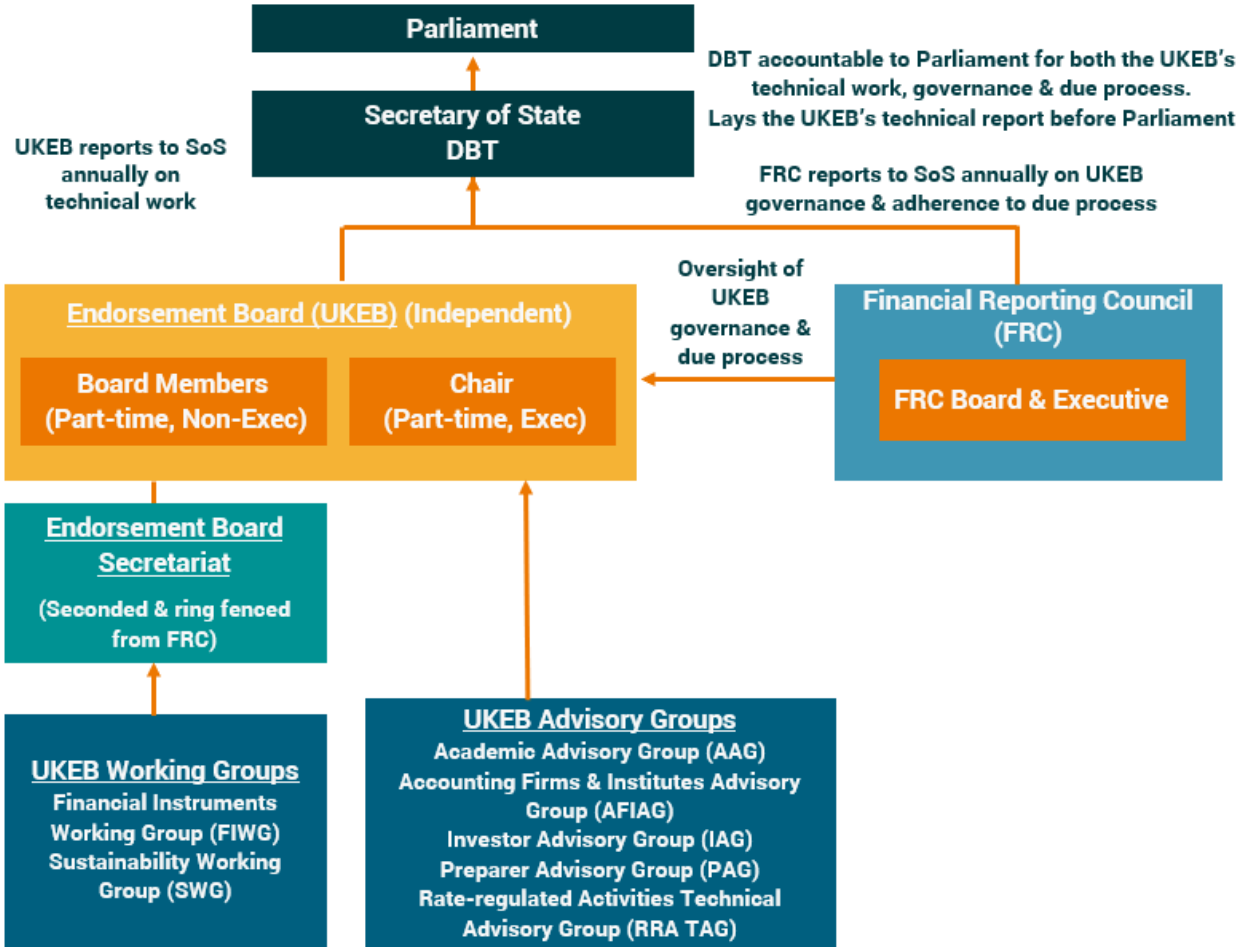 Parliament
DBT accountable to Parliament for both the UKEB's
technical work, governance & due process.
Lays the UKEB's technical report before Parliament
Secretary of State
DBT
UKEB reports to SoS
annually on
technical work
FRC reports to SoS annually on UKEB
governance & adherence to due process
Oversight of
UKEB
governance &
due process
Endorsement Board (UKEB) (Independent)
Board Members
(Part-time, Non-Exec)
Chair
(Part-time, Exec)
Financial Reporting Council
(FRC)
FRC Board & Executive
Endorsement Board
Secretariat
(Seconded & ring fenced
from FRC)
UKEB Working Groups
Financial Instruments
Working Group (FIWG)
Sustainability Working
Group (SWG)
UKEB Advisory Groups
Academic Advisory Group (AAG)
Accounting Firms & Institutes Advisory
Group (AFIAG)
Investor Advisory Group (IAG)
Preparer Advisory Group (PAG)
Rate-regulated Activities Technical
Advisory Group (RRA TAG)